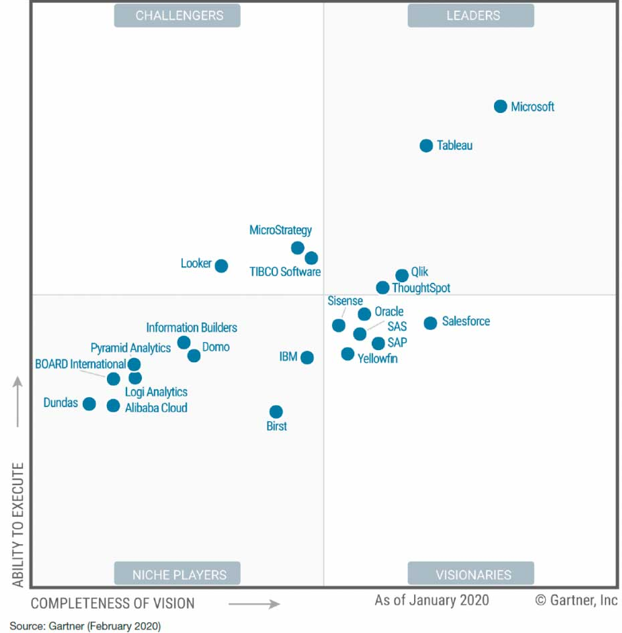 CHALLENGERS
LEADERS
Microsoft
Tableau
MicroStrategy
Looker
TIBCO Software
Qlik
ThoughtSpot
Sisense
Oracle
SAS
Salesforce
SAP
Yellowfin
Information Builders
Domo
Pyramid Analytics
IBM
BOARD International
Logi Analytics
Dundas
Alibaba Cloud
Birst
ABILITY TO EXECUTE
NICHE PLAYERS
VISIONARIES
COMPLETENESS OF VISION
As of January 2020
© Gartner, Inc
Source: Gartner (February 2020)